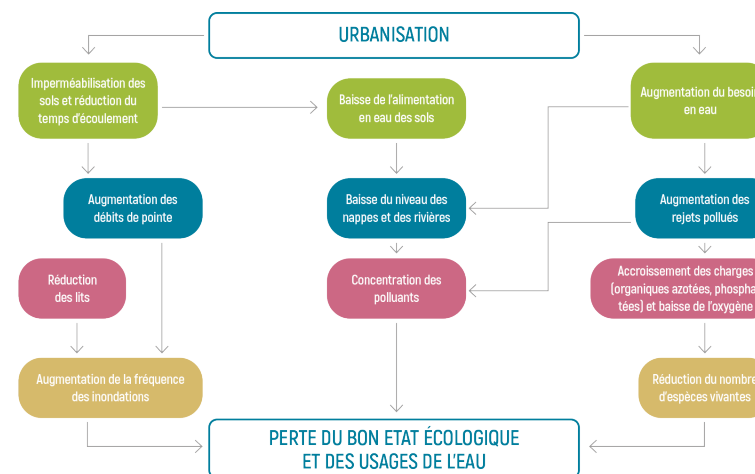 URBANISATION
Imperméabilisation des
sols et réduction du
temps d'écoulement
Baisse de l'alimentation
en eau des sols
Augmentation du besoin
en eau
Augmentation des
débits de pointe
Baisse du niveau des
nappes et des rivières
Augmentation des
rejets pollués
Réduction
des lits
Concentration des
polluants
Accroissement des charges
(organiques azotées, phospha-
tées) et baisse de l'oxygène
Augmentation de la fréquence
des inondations
Réduction du nombre
d'espèces vivantes
PERTE DU BON ETAT ÉCOLOGIQUE
ET DES USAGES DE L'EAU